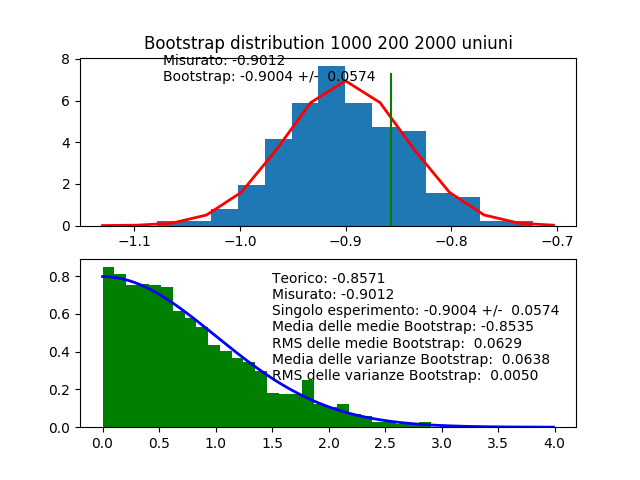 Bootstrap distribution 1000 200 2000 uniuni
Misurato: -0.9012
Bootstrap: -0.9004 +/-  0.0574
8
6
4
2
0
−1.1 −1.0 −0.9 −0.8 −0.7
Teorico: -0.8571
Misurato: -0.9012
Singolo esperimento: -0.9004 +/-  0.0574
Media delle medie Bootstrap: -0.8535
RMS delle medie Bootstrap:  0.0629
Media delle varianze Bootstrap:  0.0638
RMS delle varianze Bootstrap:  0.0050
0.8
0.6
0.4
0.2
0.0
0.0 0.5 1.0 1.5 2.0 2.5 3.0 3.5 4.0